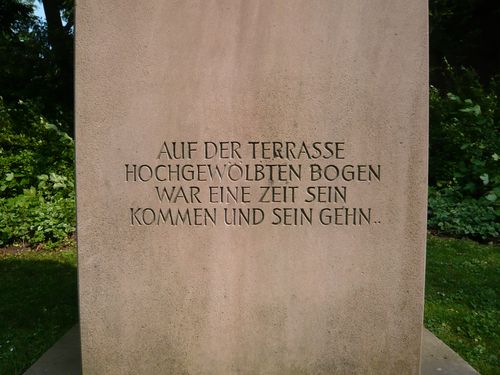 AUF DER TERRASSE
HOCHGEWÖLBTEN BOGEN
WAR EINE ZEIT SEIN
KOMMEN UND SEIN GEHN..